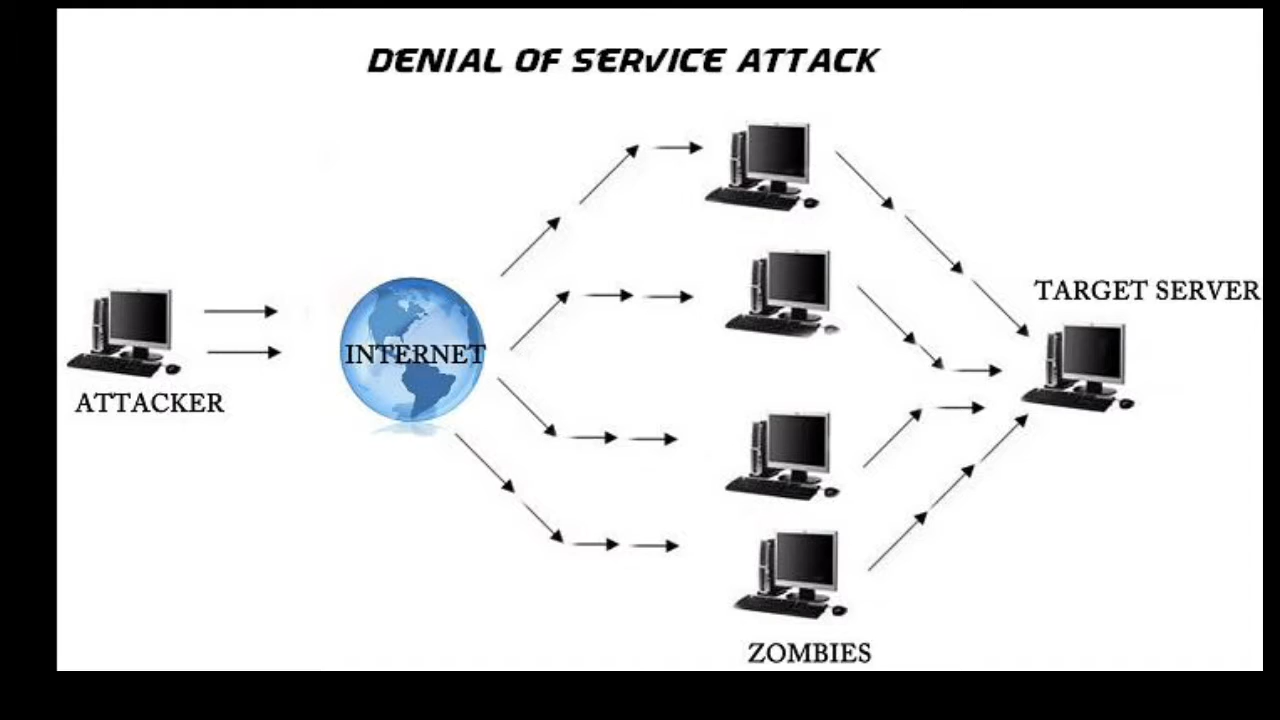 DENIAL OF SERVICE ATTACK
TARGET SERVER
INTERNET
ATTACKER
ZOMBIES